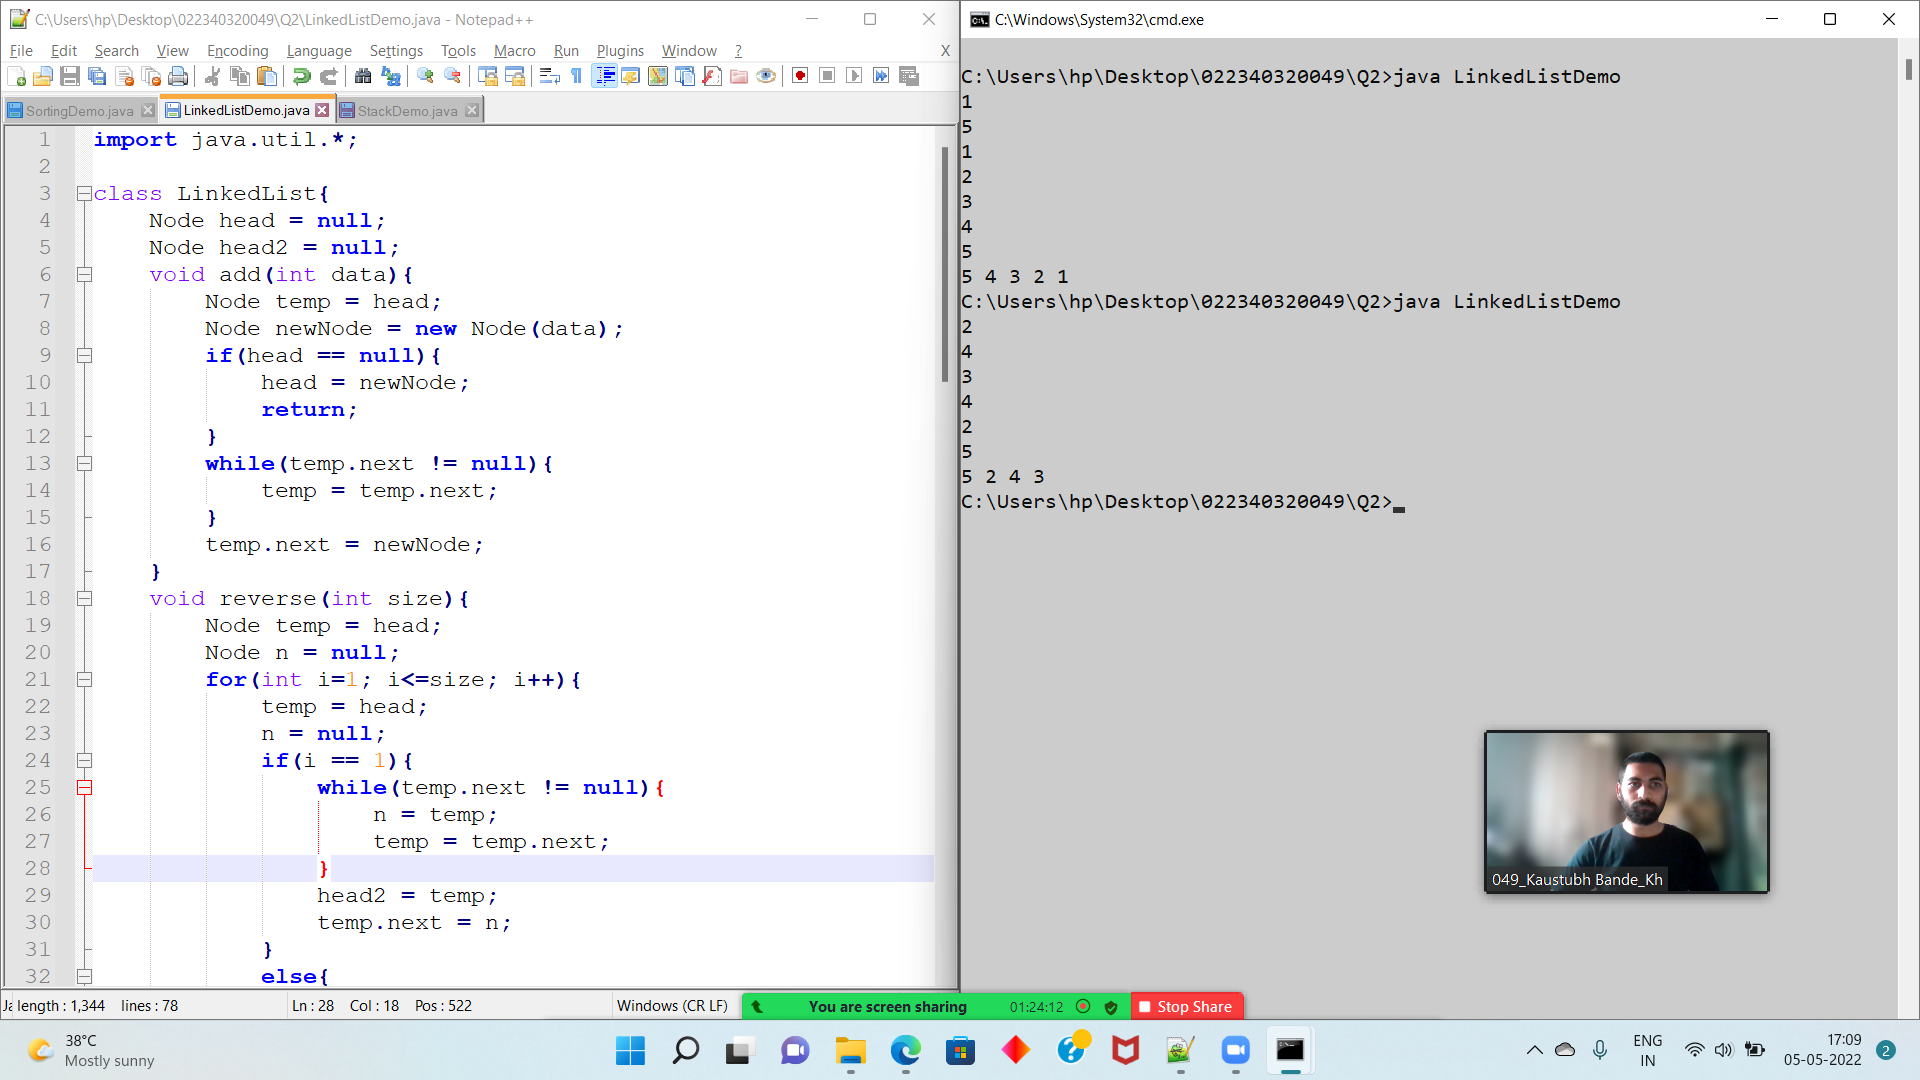 C:\Users\hp\Desktop\022340320049\Q2\LinkedListDemo.java - Notepad++
File Edit Search View Encoding Language Settings Tools Macro Run Plugins Window ? X
SortingDemo.java LinkedListDemo.java StackDemo.java
1 import java.util.*;
2
3 class LinkedList{
4 Node head = null;
5 Node head2 = null;
6 void add(int data){
7 Node temp = head;
8 Node newNode = new Node(data);
9 if(head == null){
10 head = newNode;
11 return;
12 }
13 while(temp.next != null){
14 temp = temp.next;
15 }
16 temp.next = newNode;
17 }
18 void reverse(int size){
19 Node temp = head;
20 Node n = null;
21 for(int i=1; i<=size; i++){
22 temp = head;
23 n = null;
24 if(i == 1){
25 while(temp.next != null){
26 n = temp;
27 temp = temp.next;
28 }
29 head2 = temp;
30 temp.next = n;
31 }
32 else{
Ja length : 1,344 lines : 78 Ln : 28 Col : 18 Pos : 522 Windows (CR LF)
C:\Windows\System32\cmd.exe
C:\Users\hp\Desktop\022340320049\Q2>java LinkedListDemo
1
5
1
2
3
4
5
5 4 3 2 1
C:\Users\hp\Desktop\022340320049\Q2>java LinkedListDemo
2
4
3
4
2
5
5 2 4 3
C:\Users\hp\Desktop\022340320049\Q2>
049_Kaustubh Bande_Kh
You are screen sharing 01:24:12 Stop Share
38°C
Mostly sunny
ENG
IN
17:09
05-05-2022
2